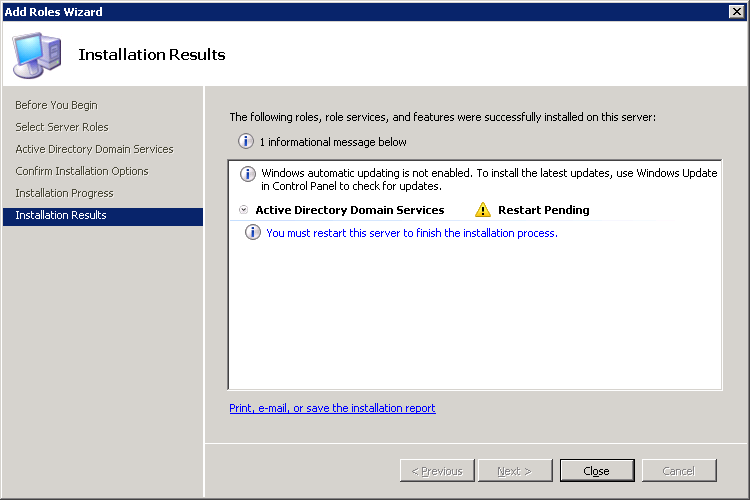 Add Roles Wizard
Installation Results
Before You Begin
Select Server Roles
Active Directory Domain Services
Confirm Installation Options
Installation Progress
Installation Results
The following roles, role services, and features were successfully installed on this server:
1 informational message below
Windows automatic updating is not enabled. To install the latest updates, use Windows Update
in Control Panel to check for updates.
Active Directory Domain Services Restart Pending
You must restart this server to finish the installation process.
Print, e-mail, or save the installation report
< Previous Next > Close Cancel